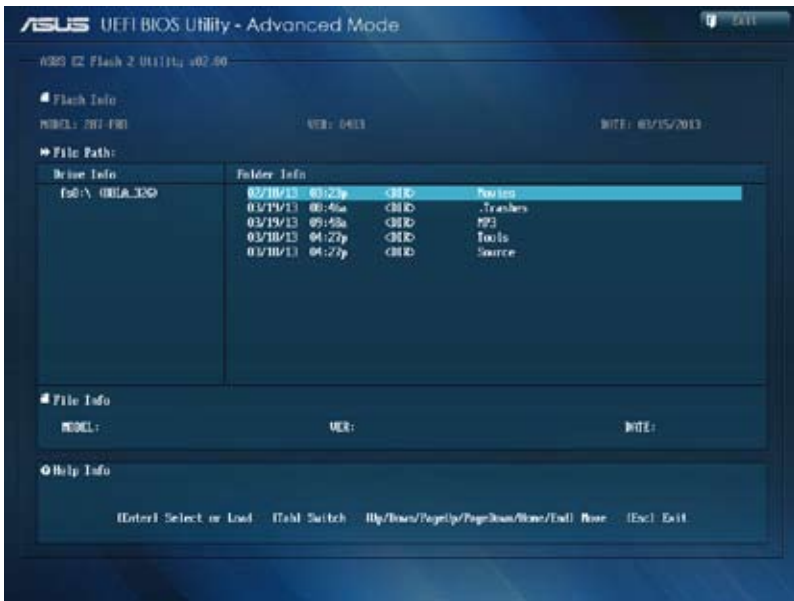 ASUS UEFI BIOS Utility - Advanced Mode
Exit
ASUS EZ Flash 2 Utility v02.00
Flash Info
MODEL: VER: DATE: 03/15/2013
File Path:
Drive Info Folder Info
fs0:\
02/18/13 03:23p <DIR> Movies
03/19/13 08:46a <DIR> .Trashes
03/19/13 <DIR> MP3
03/18/13 04:27p <DIR> Tools
03/18/13 04:27p <DIR> Source
File Info
MODEL: VER: DATE:
Help Info
[Enter] Select or Load [Tab] Switch [Up/Down/PageUp/PageDown/Home/End] Move [Esc] Exit